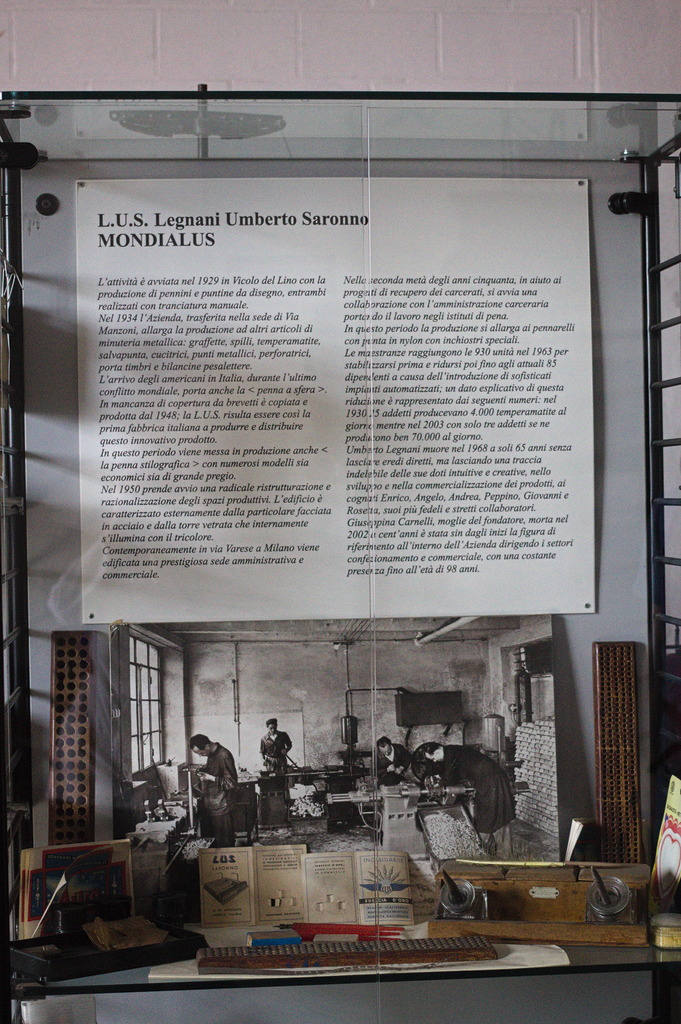 L.U.S. Legnani Umberto Saronno
MONDIALUS
L'attività è avviata nel 1929 in Vicolo del Lino con la
produzione di pennini e puntine da disegno, entrambi
realizzati con tranciatura manuale.
Nel 1934 l'Azienda, trasferita nella sede di Via
Manzoni, allarga la produzione ad altri articoli di
minuteria metallica: graffette, spilli, temperamatite,
salvapunta, cucitrici, punti metallici, perforatrici,
porta timbri e bilancine pesalettere.
L'arrivo degli americani in Italia, durante l'ultimo
conflitto mondiale, porta anche la < penna a sfera >.
In mancanza di copertura da brevetti è copiata e
prodotta dal 1948; la L.U.S. risulta essere così la
prima fabbrica italiana a produrre e distribuire
questo innovativo prodotto.
In questo periodo viene messa in produzione anche <
la penna stilografica > con numerosi modelli sia
economici sia di grande pregio.
Nel 1950 prende avvio una radicale ristrutturazione e
razionalizzazione degli spazi produttivi. L'edificio è
caratterizzato esternamente dalla particolare facciata
in acciaio e dalla torre vetrata che internamente
s'illumina con il tricolore.
Contemporaneamente in via Varese a Milano viene
edificata una prestigiosa sede amministrativa e
commerciale.
Nella seconda metà degli anni cinquanta, in aiuto ai
progetti di recupero dei carcerati, si avvia una
collaborazione con l'amministrazione carceraria
portando il lavoro negli istituti di pena.
In questo periodo la produzione si allarga ai pennarelli
con punta in nylon con inchiostri speciali.
Le maestranze raggiungono le 930 unità nel 1963 per
stabilizzarsi prima e ridursi poi fino agli attuali 85
dipendenti a causa dell'introduzione di sofisticati
impianti automatizzati; un dato esplicativo di questa
riduzione è rappresentato dai seguenti numeri: nel
1930 25 addetti producevano 4.000 temperamatite al
giorno mentre nel 2003 con solo tre addetti se ne
producono ben 70.000 al giorno.
Umberto Legnani muore nel 1968 a soli 65 anni senza
lasciare eredi diretti, ma lasciando una traccia
indelebile delle sue doti intuitive e creative, nello
sviluppo e nella commercializzazione dei prodotti, ai
cognati Enrico, Angelo, Andrea, Peppino, Giovanni e
Rosetta, suoi più fedeli e stretti collaboratori.
Giuseppina Carnelli, moglie del fondatore, morta nel
2002 a cent'anni è stata sin dagli inizi la figura di
riferimento all'interno dell'Azienda dirigendo i settori
confezionamento e commerciale, con una costante
presenza fino all'età di 98 anni.
LUS
SARONNO